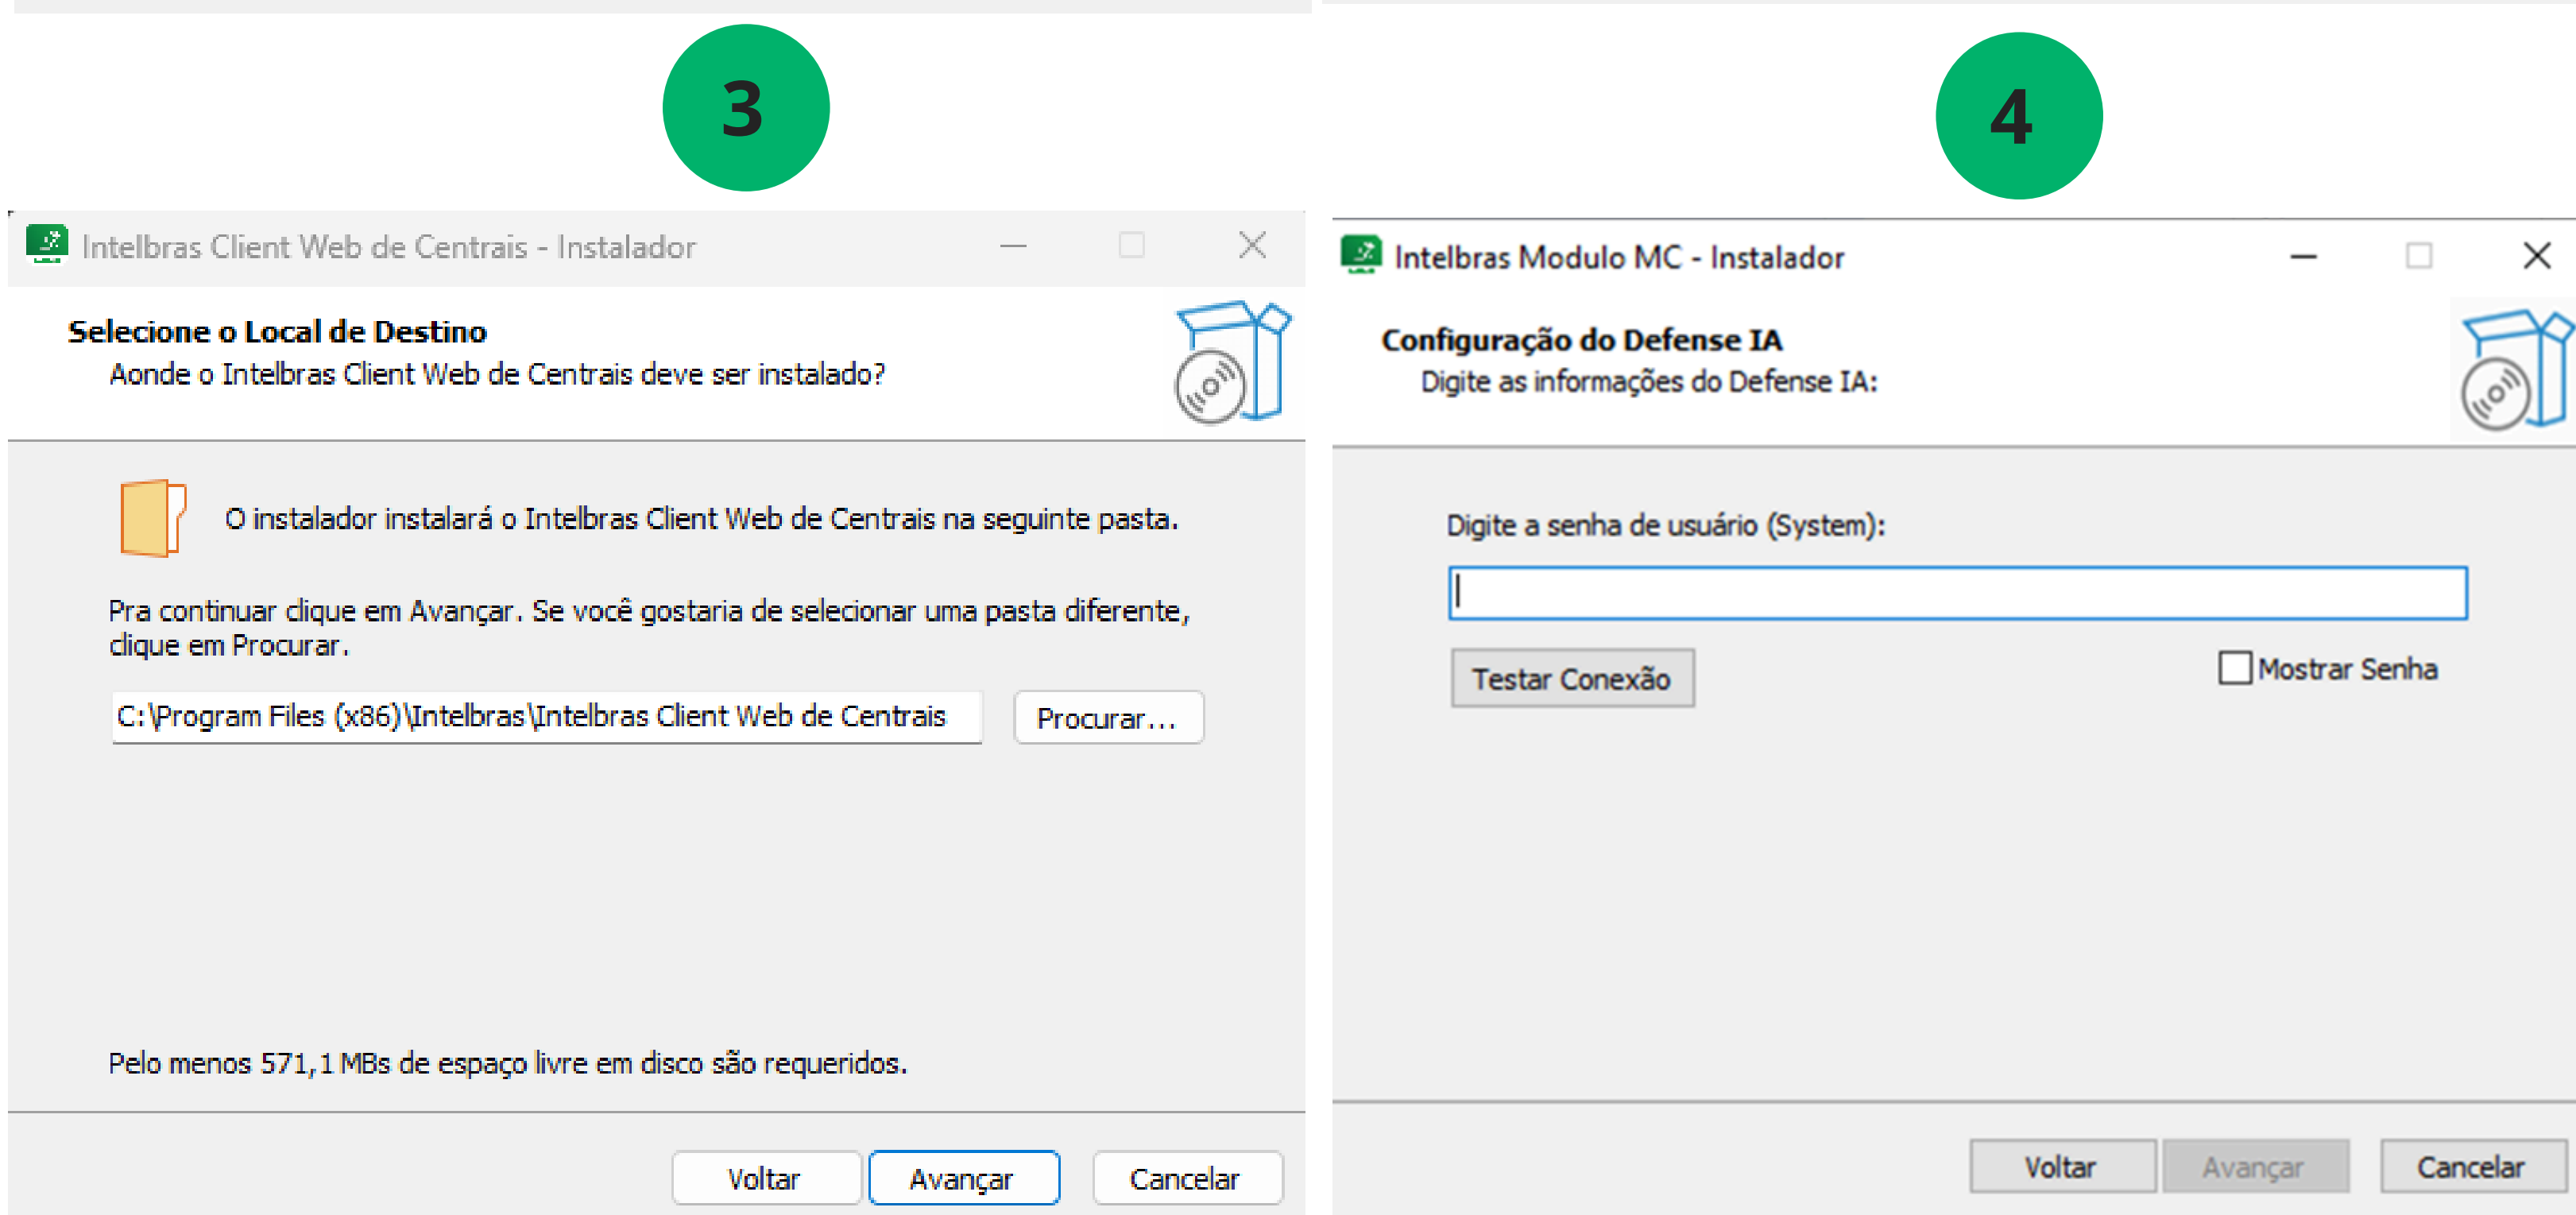 3
Intelbras Client Web de Centrais - Instalador
Selecione o Local de Destino
Aonde o Intelbras Client Web de Centrais deve ser instalado?
O instalador instalará o Intelbras Client Web de Centrais na seguinte pasta.
Pra continuar clique em Avançar. Se você gostaria de selecionar uma pasta diferente,
clique em Procurar.
C:\Program Files (x86)\Intelbras\Intelbras Client Web de Centrais
Procurar...
Pelo menos 571,1 MBs de espaço livre em disco são requeridos.
Voltar
Avançar
Cancelar
4
Intelbras Modulo MC - Instalador
Configuração do Defense IA
Digite as informações do Defense IA:
Digite a senha de usuário (System):
Testar Conexão
Mostrar Senha
Voltar
Avançar
Cancelar